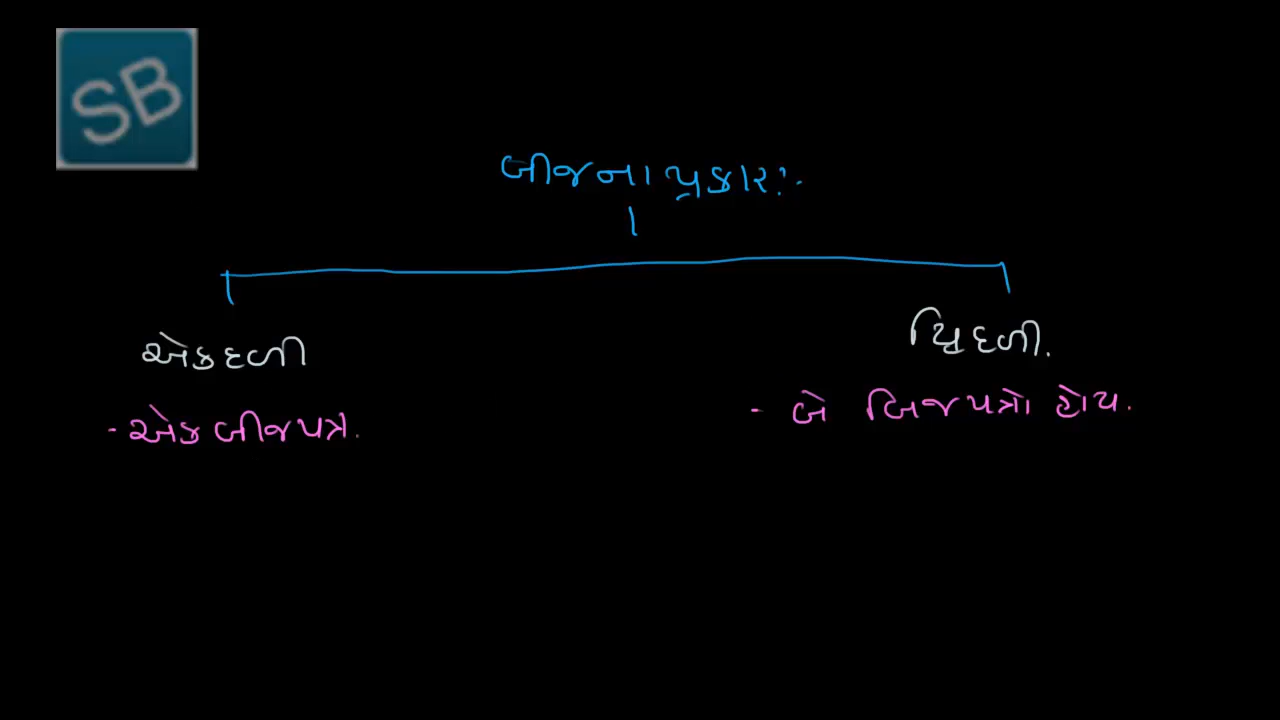 SB
બીજના પ્રકાર:-
એકદળી
દ્વિદળી.
- એક બીજપત્ર.
- બે બિજપત્રો હોય.